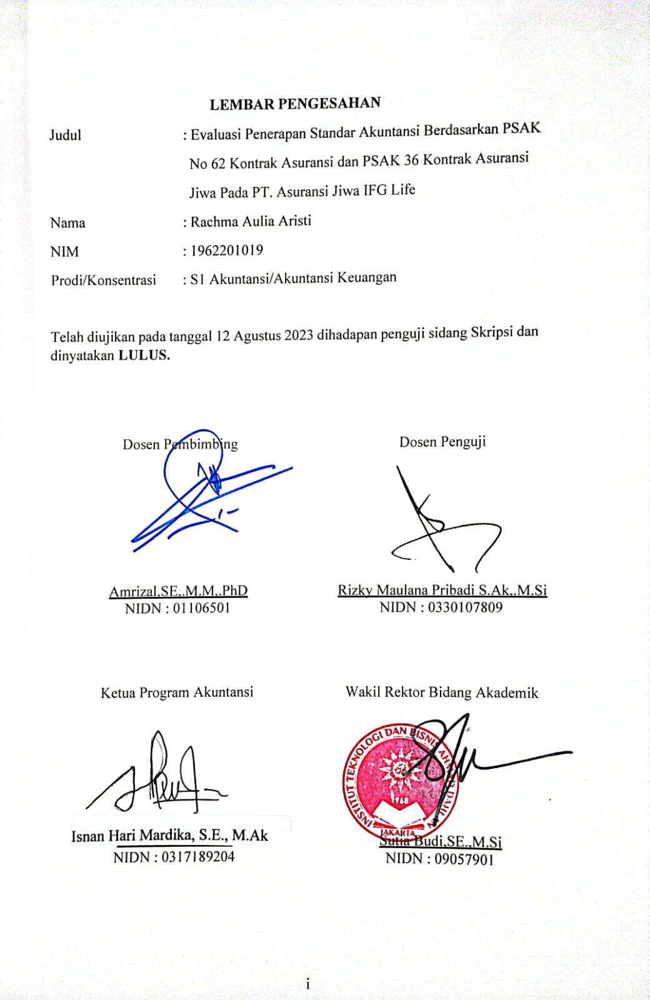 LEMBAR PENGESAHAN
Judul : Evaluasi Penerapan Standar Akuntansi Berdasarkan PSAK
No 62 Kontrak Asuransi dan PSAK 36 Kontrak Asuransi
Jiwa Pada PT. Asuransi Jiwa IFG Life
Nama : Rachma Aulia Aristi
NIM : 1962201019
Prodi/Konsentrasi : S1 Akuntansi/Akuntansi Keuangan
Telah diujikan pada tanggal 12 Agustus 2023 dihadapan penguji sidang Skripsi dan
dinyatakan LULUS.
Dosen Pembimbing
Amrizal,SE,.M.M,.PhD
NIDN : 01106501
Dosen Penguji
Rizky Maulana Pribadi S.Ak,.M.Si
NIDN : 0330107809
Ketua Program Akuntansi
Isnan Hari Mardika, S.E., M.Ak
NIDN : 0317189204
Wakil Rektor Bidang Akademik
INSTITUT TEKNOLOGI DAN BISNIS AHMAD DAHLAN
1968
JAKARTA
Sutia Budi,SE.,M.Si
NIDN : 09057901
i